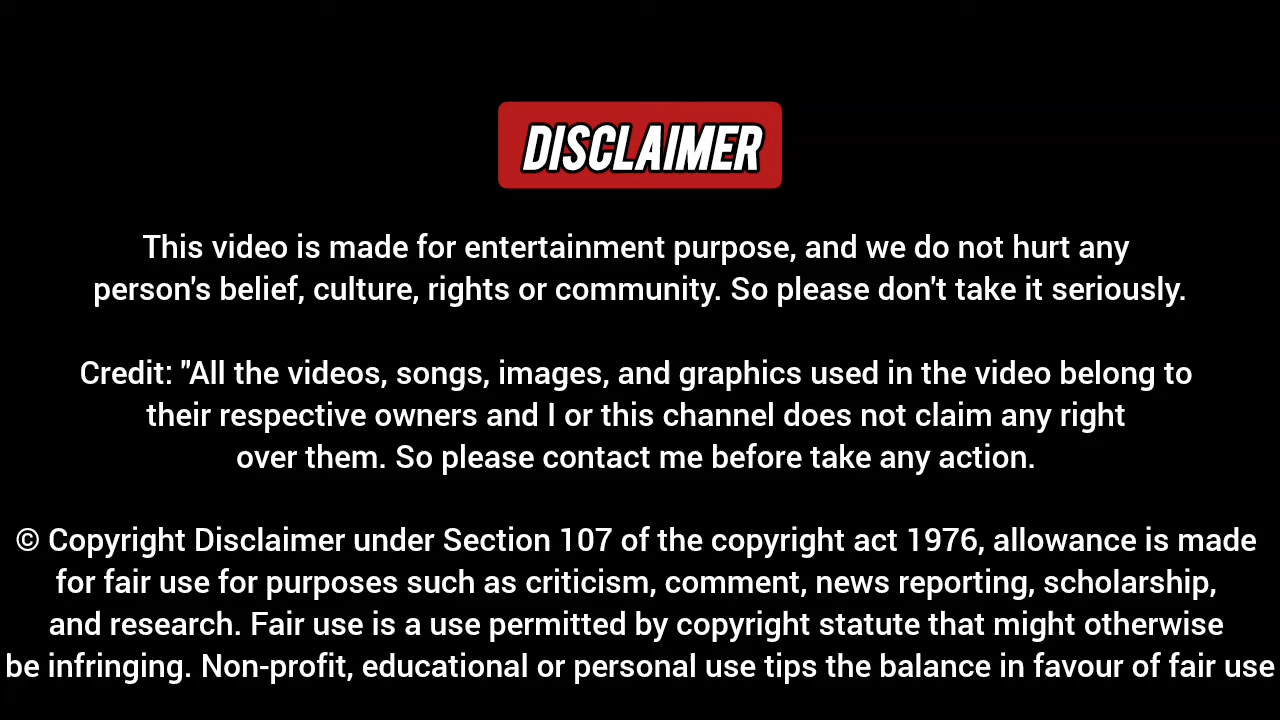 DISCLAIMER
This video is made for entertainment purpose, and we do not hurt any
person's belief, culture, rights or community. So please don't take it seriously.
Credit: "All the videos, songs, images, and graphics used in the video belong to
their respective owners and I or this channel does not claim any right
over them. So please contact me before take any action.
© Copyright Disclaimer under Section 107 of the copyright act 1976, allowance is made
for fair use for purposes such as criticism, comment, news reporting, scholarship,
and research. Fair use is a use permitted by copyright statute that might otherwise
be infringing. Non-profit, educational or personal use tips the balance in favour of fair use